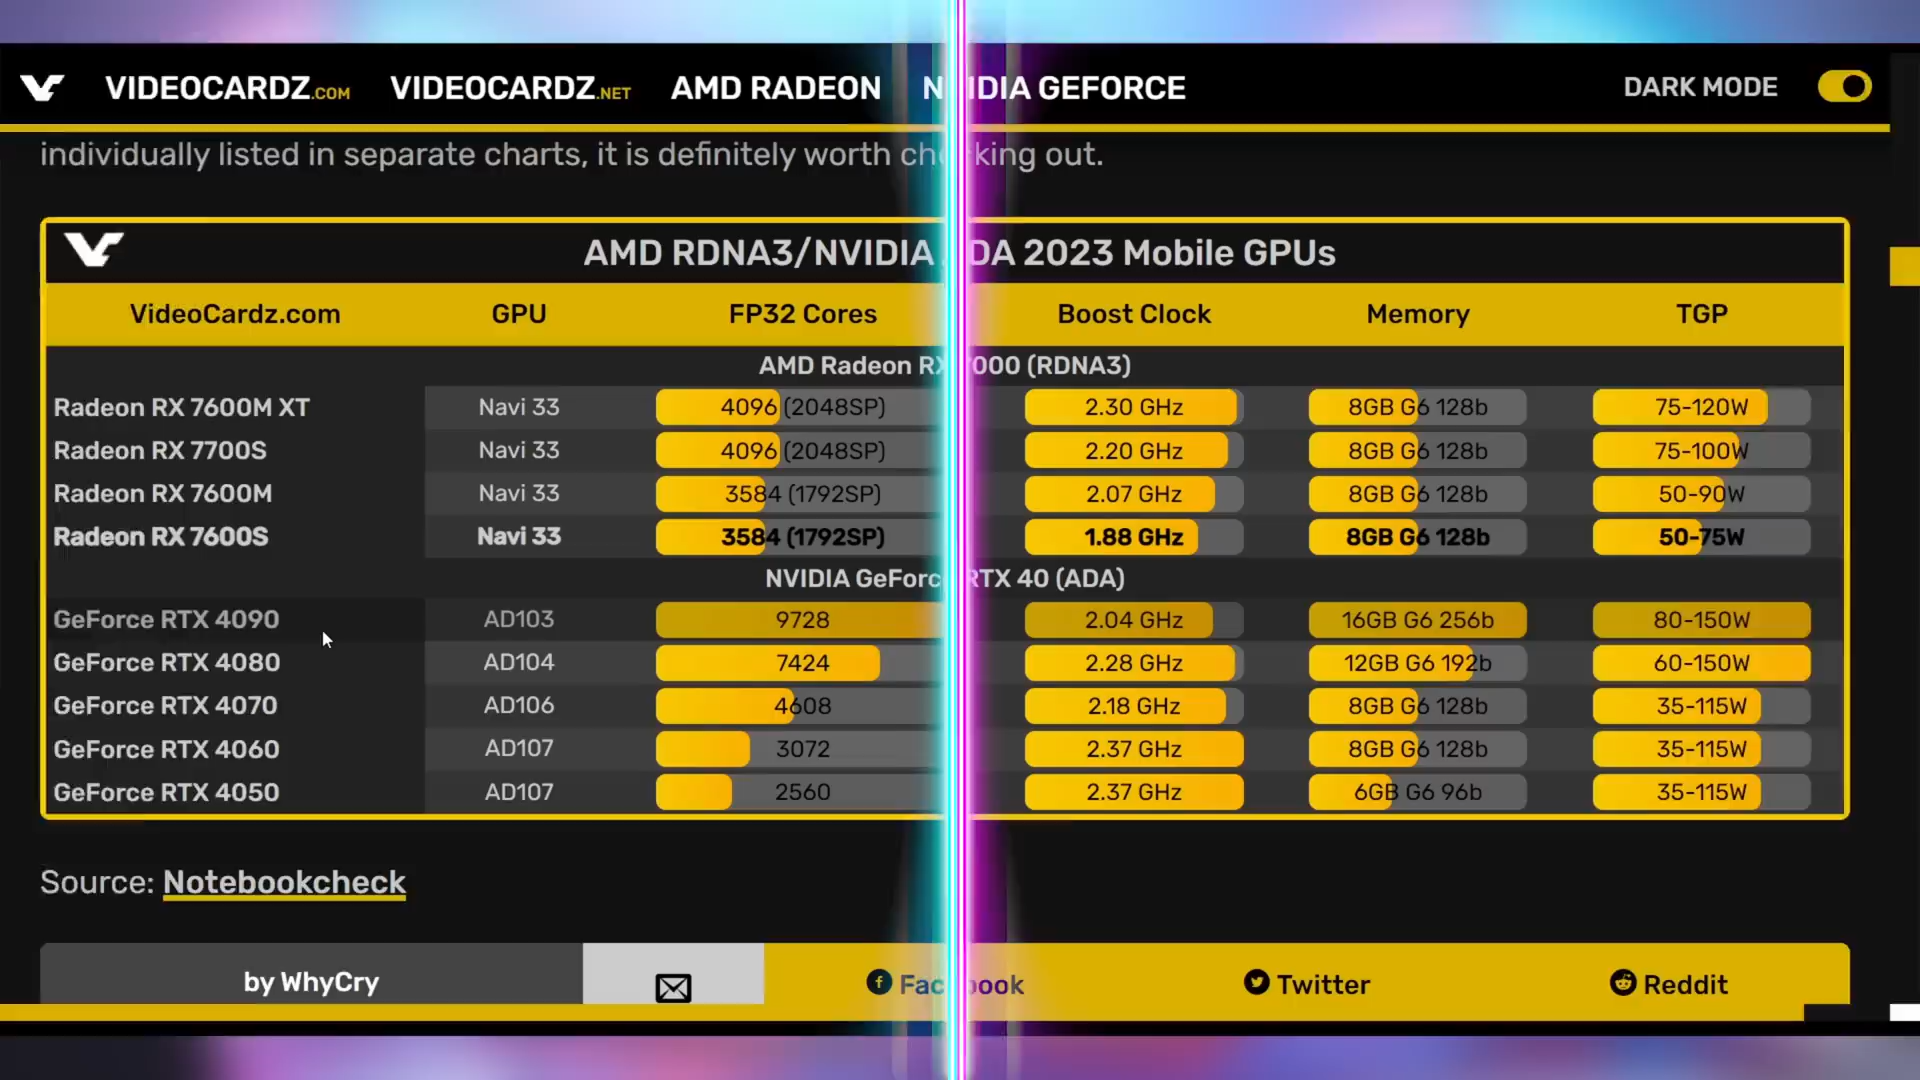 VIDEOCARDZ.COM VIDEOCARDZ.NET AMD RADEON N IDIA GEFORCE DARK MODE
individually listed in separate charts, it is definitely worth ch king out.
AMD RDNA3/NVIDIA DA 2023 Mobile GPUs
VideoCardz.com GPU FP32 Cores Boost Clock Memory TGP
AMD Radeon RX 000 (RDNA3)
Radeon RX 7600M XT Navi 33 4096 (2048SP) 2.30 GHz 8GB G6 128b 75-120W
Radeon RX 7700S Navi 33 4096 (2048SP) 2.20 GHz 8GB G6 128b 75-100W
Radeon RX 7600M Navi 33 3584 (1792SP) 2.07 GHz 8GB G6 128b 50-90W
Radeon RX 7600S Navi 33 3584 (1792SP) 1.88 GHz 8GB G6 128b 50-75W
NVIDIA GeForc RTX 40 (ADA)
GeForce RTX 4090 AD103 9728 2.04 GHz 16GB G6 256b 80-150W
GeForce RTX 4080 AD104 7424 2.28 GHz 12GB G6 192b 60-150W
GeForce RTX 4070 AD106 4608 2.18 GHz 8GB G6 128b 35-115W
GeForce RTX 4060 AD107 3072 2.37 GHz 8GB G6 128b 35-115W
GeForce RTX 4050 AD107 2560 2.37 GHz 6GB G6 96b 35-115W
Source: Notebookcheck
by WhyCry Fac book Twitter Reddit